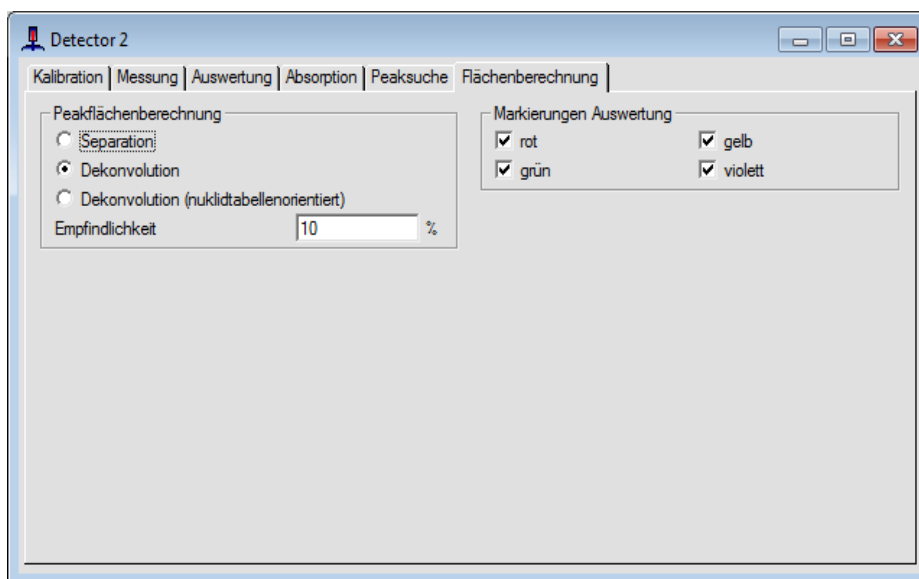 Detector 2
Kalibration Messung Auswertung Absorption Peaksuche Flächenberechnung
Peakflächenberechnung
Separation
Dekonvolution
Dekonvolution (nuklidtabellenorientiert)
Empfindlichkeit 10 %
Markierungen Auswertung
rot gelb
grün violett